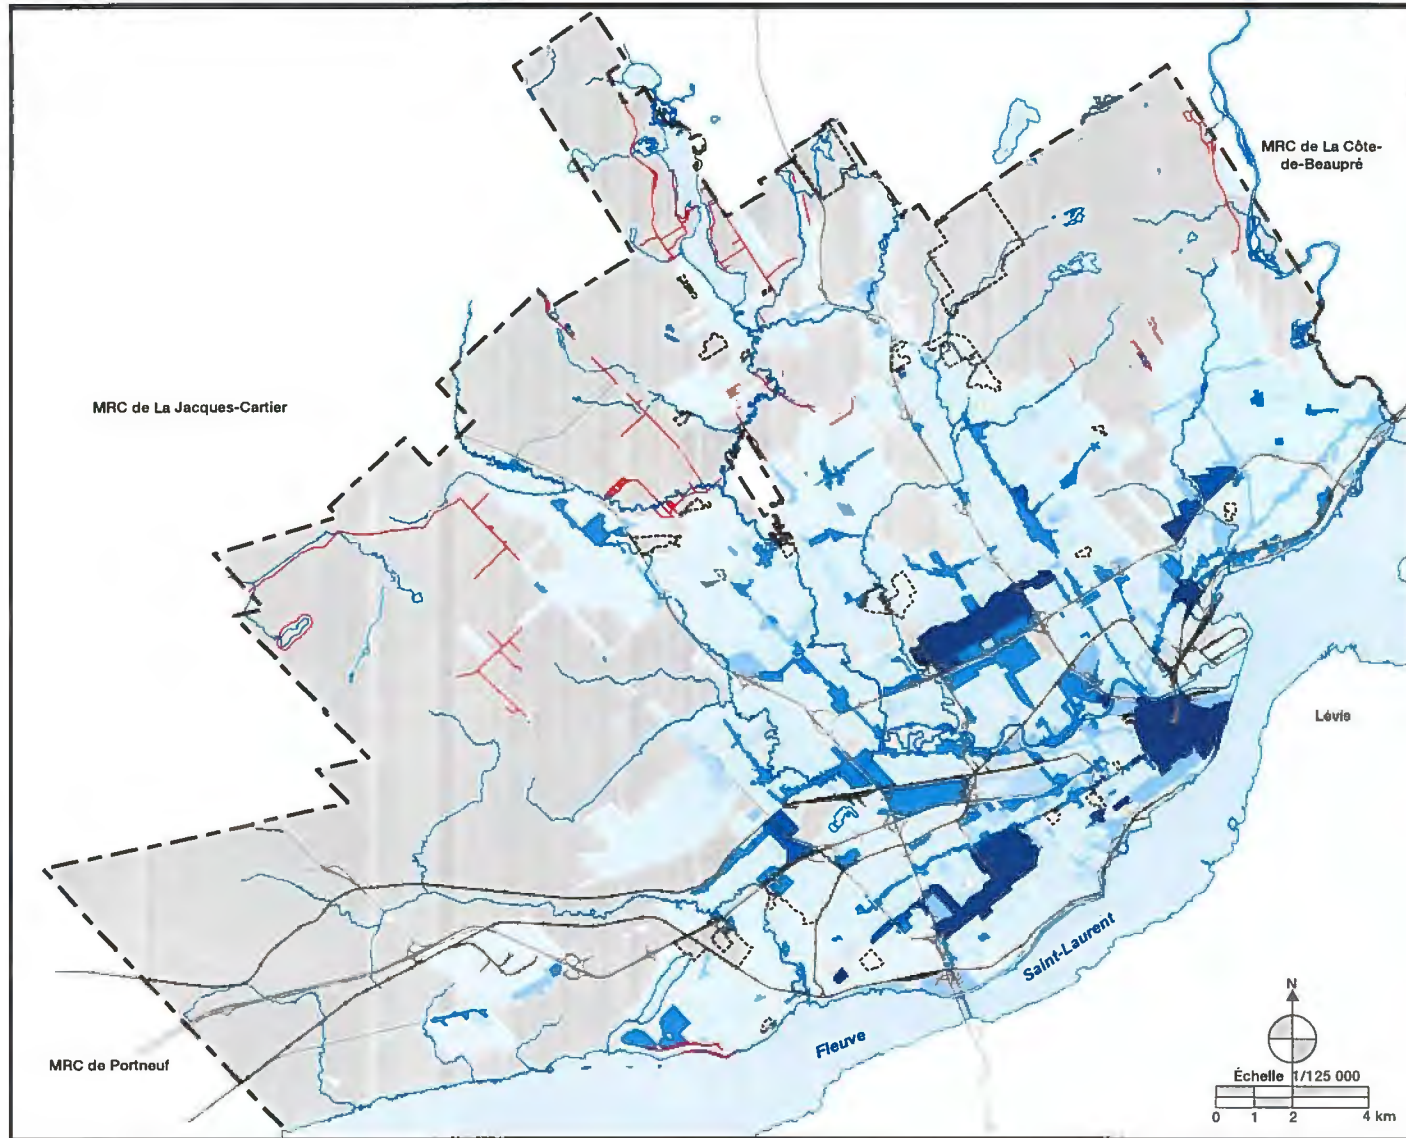 MRC de La Côte-
de-Beaupré
MRC de La Jacques-Cartier
Lévis
Saint-Laurent
Fleuve
MRC de Portneuf
N
Échelle 1/125 000
0 1 2 4 km